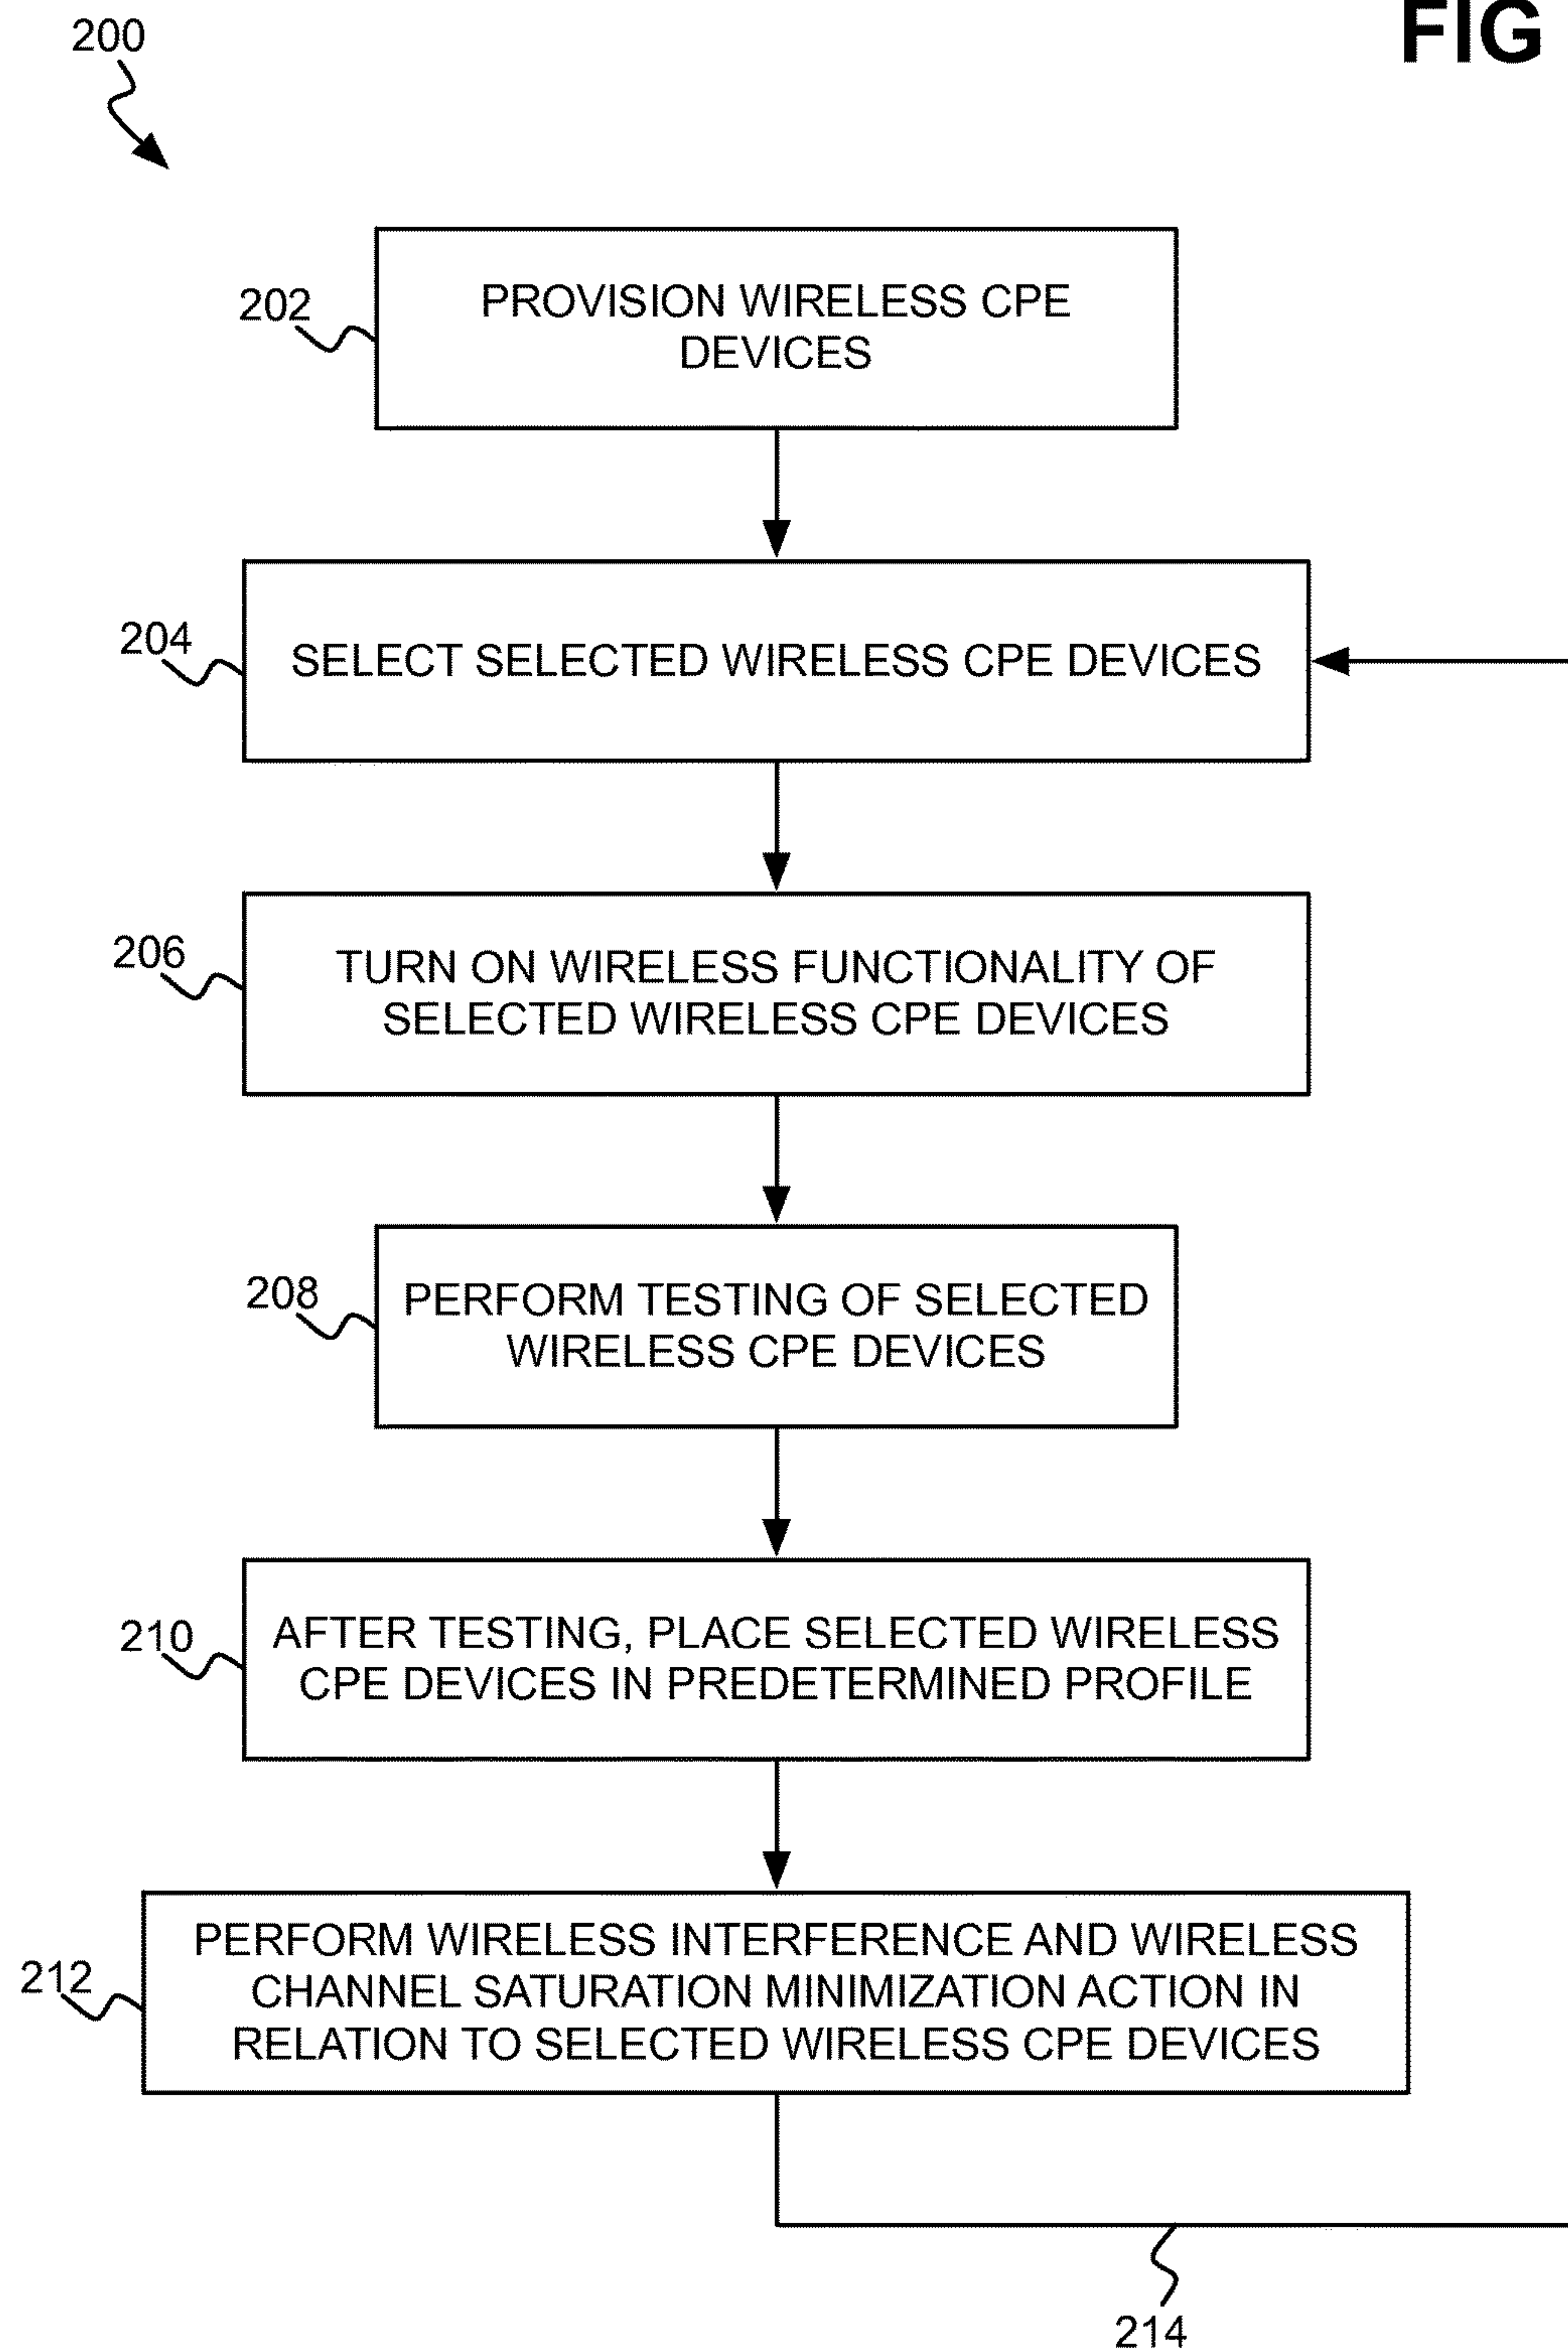 FIG
200
202
PROVISION WIRELESS CPE
DEVICES
204
SELECT SELECTED WIRELESS CPE DEVICES
206
TURN ON WIRELESS FUNCTIONALITY OF
SELECTED WIRELESS CPE DEVICES
208
PERFORM TESTING OF SELECTED
WIRELESS CPE DEVICES
210
AFTER TESTING, PLACE SELECTED WIRELESS
CPE DEVICES IN PREDETERMINED PROFILE
212
PERFORM WIRELESS INTERFERENCE AND WIRELESS
CHANNEL SATURATION MINIMIZATION ACTION IN
RELATION TO SELECTED WIRELESS CPE DEVICES
214